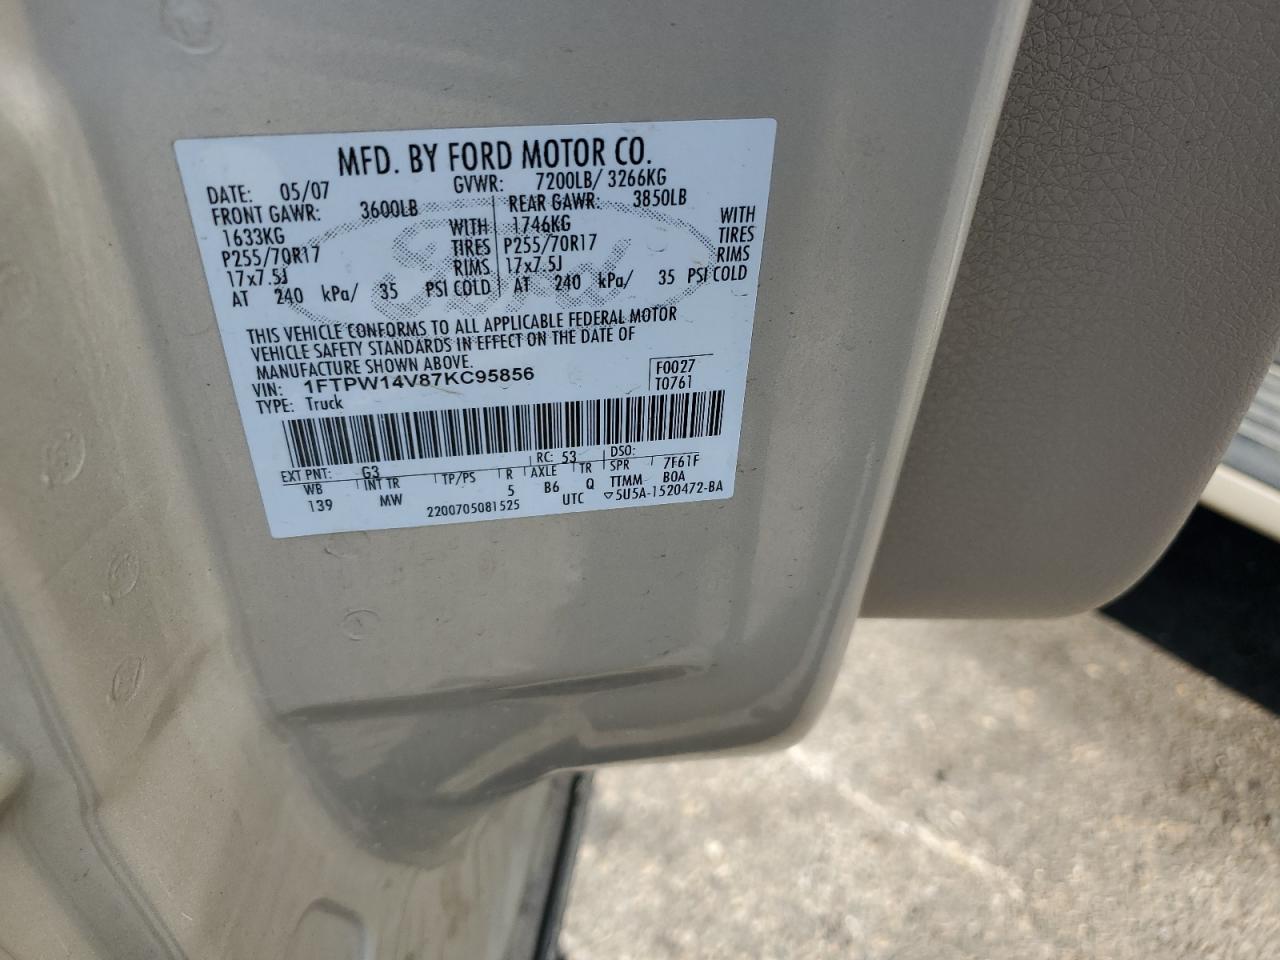 MFD. BY FORD MOTOR CO.
DATE: 05/07 GVWR: 7200LB/ 3266KG
FRONT GAWR: 3600LB REAR GAWR: 3850LB
1633KG WITH 1746KG WITH
P255/70R17 TIRES P255/70R17 TIRES
17x7.5J RIMS 17x7.5J RIMS
AT 240 kPa/ 35 PSI COLD AT 240 kPa/ 35 PSI COLD
Ford
THIS VEHICLE CONFORMS TO ALL APPLICABLE FEDERAL MOTOR
VEHICLE SAFETY STANDARDS IN EFFECT ON THE DATE OF
MANUFACTURE SHOWN ABOVE.
VIN: 1FTPW14V87KC95856 F0027
TYPE: Truck T0761
EXT PNT: G3 RC: 53 DSO:
WB INT TR TP/PS R AXLE TR SPR 7F61F
139 MW 5 B6 Q TTMM B0A
2200705081525 UTC 5U5A-1520472-BA